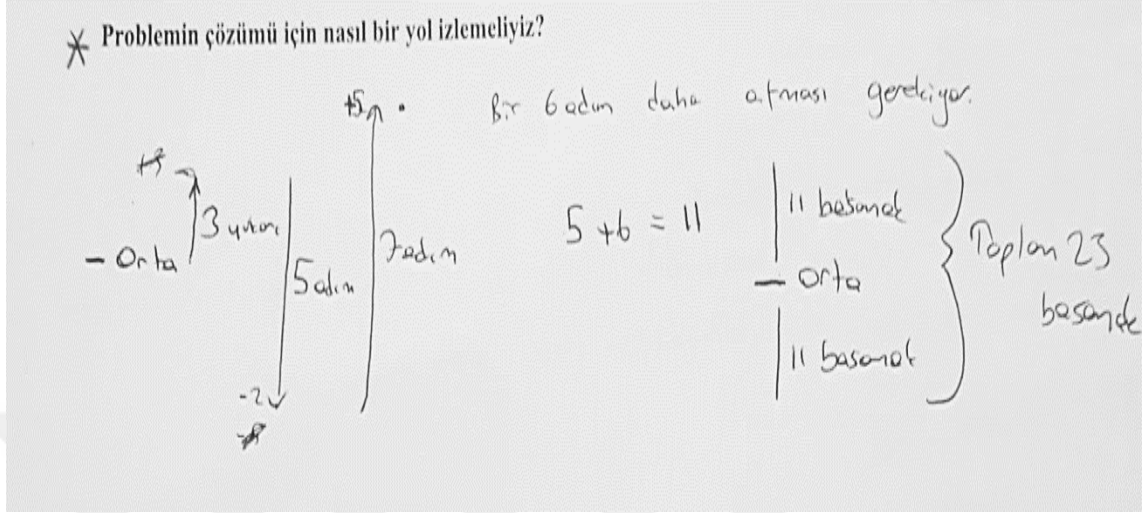 * Problemin çözümü için nasıl bir yol izlemeliyiz?
+5 Bir 6 adım daha atması gerekiyor.
3 yukarı
- Orta
5 adım
7 adım
-2
5 + 6 = 11
11 basamak
- Orta
11 basamak
Toplam 23
basamak